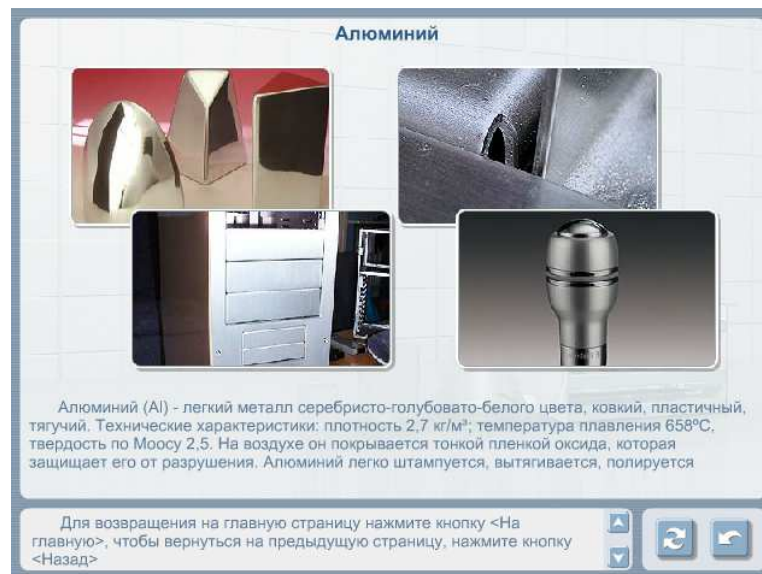 Алюминий
Алюминий (Al) - легкий металл серебристо-голубовато-белого цвета, ковкий, пластичный,
тягучий. Технические характеристики: плотность 2,7 кг/м³; температура плавления 658ºС,
твердость по Моосу 2,5. На воздухе он покрывается тонкой пленкой оксида, которая
защищает его от разрушения. Алюминий легко штампуется, вытягивается, полируется
Для возвращения на главную страницу нажмите кнопку <На
главную>, чтобы вернуться на предыдущую страницу, нажмите кнопку
<Назад>